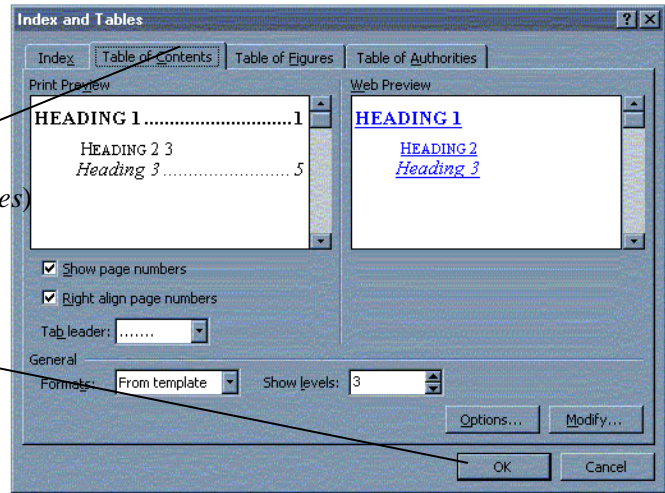 Index and Tables
Index Table of Contents Table of Figures Table of Authorities
Print Preview
HEADING 1 ........................... 1
HEADING 2 3
Heading 3 ......................... 5
Web Preview
HEADING 1
HEADING 2
Heading 3
es)
Show page numbers
Right align page numbers
Tab leader: .......
General
Formats: From template Show levels: 3
Options... Modify...
OK Cancel